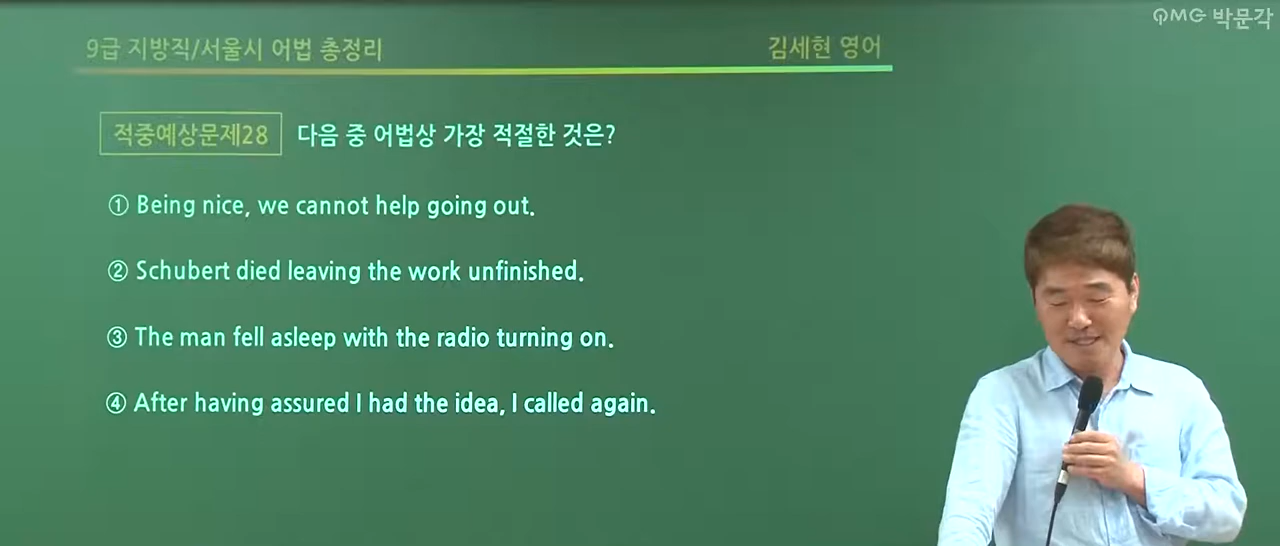 QMG 박문각
9급 지방직/서울시 어법 총정리
김세현 영어
적중예상문제28 다음 중 어법상 가장 적절한 것은?
① Being nice, we cannot help going out.
② Schubert died leaving the work unfinished.
③ The man fell asleep with the radio turning on.
④ After having assured I had the idea, I called again.